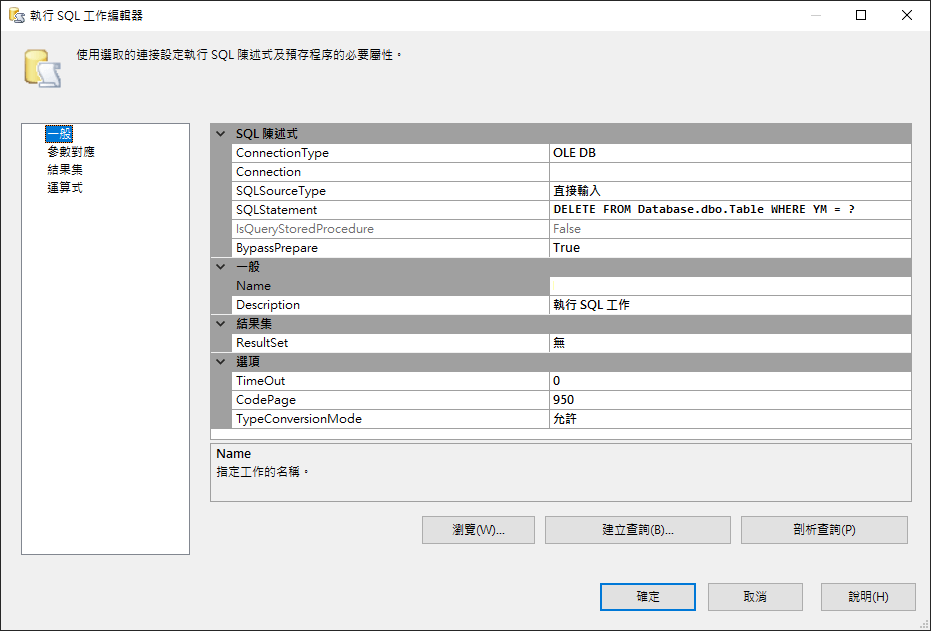 執行 SQL 工作編輯器
使用選取的連接設定執行 SQL 陳述式及預存程序的必要屬性。
一般
參數對應
結果集
運算式
SQL 陳述式
ConnectionType OLE DB
Connection
SQLSourceType 直接輸入
SQLStatement DELETE FROM Database.dbo.Table WHERE YM = ?
IsQueryStoredProcedure False
BypassPrepare True
一般
Name
Description 執行 SQL 工作
結果集
ResultSet 無
選項
TimeOut 0
CodePage 950
TypeConversionMode 允許
Name
指定工作的名稱。
瀏覽(W)... 建立查詢(B)... 剖析查詢(P)
確定 取消 說明(H)